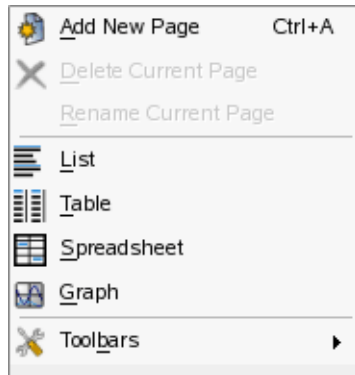 Add New Page Ctrl+A
Delete Current Page
Rename Current Page
List
Table
Spreadsheet
Graph
Toolbars